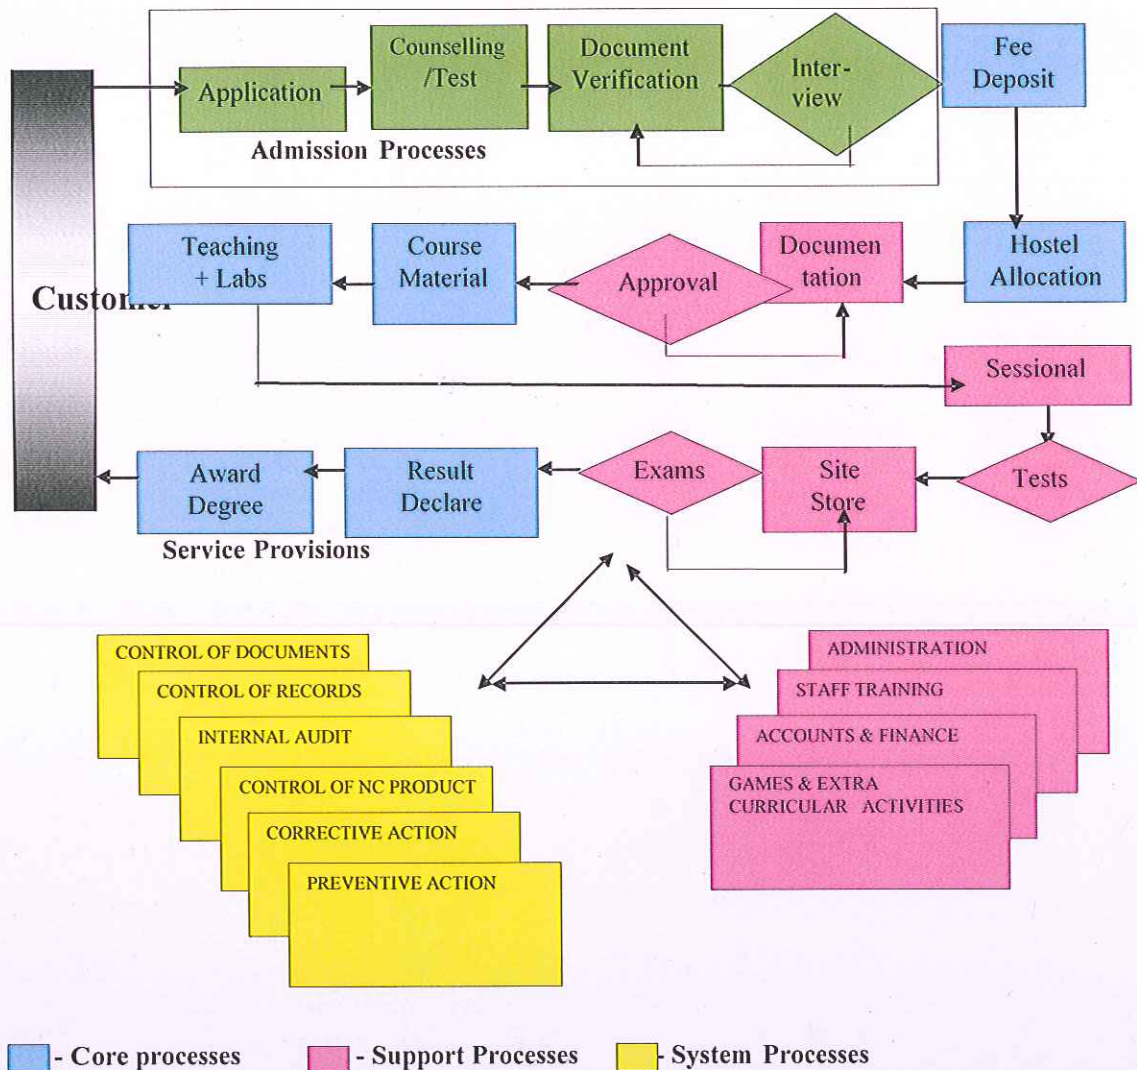 Application
Counselling
/Test
Document
Verification
Inter-
view
Fee
Deposit
Admission Processes
Teaching
+ Labs
Course
Material
Approval
Documen
tation
Hostel
Allocation
Customer
Sessional
Award
Degree
Result
Declare
Exams
Site
Store
Tests
Service Provisions
CONTROL OF DOCUMENTS
CONTROL OF RECORDS
INTERNAL AUDIT
CONTROL OF NC PRODUCT
CORRECTIVE ACTION
PREVENTIVE ACTION
ADMINISTRATION
STAFF TRAINING
ACCOUNTS & FINANCE
GAMES & EXTRA
CURRICULAR ACTIVITIES
- Core processes
- Support Processes
- System Processes